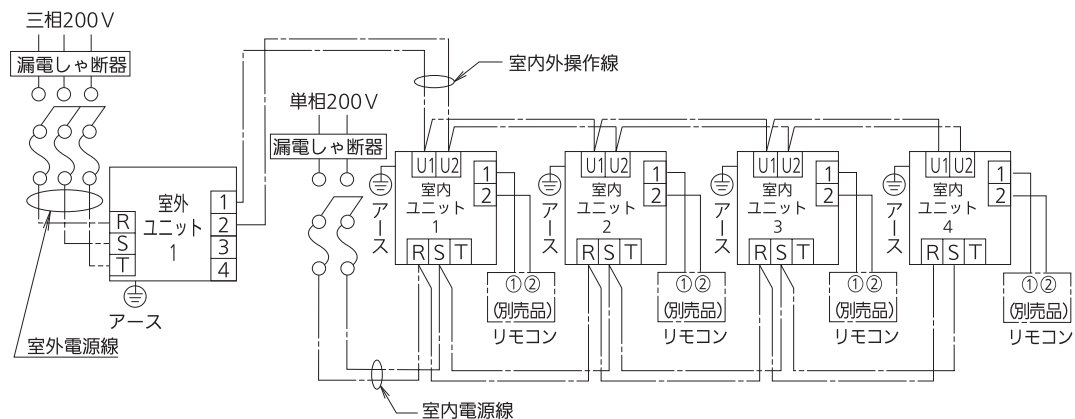 三相200V
漏電しゃ断器
室外
ユニット
1
R
S
T
1
2
3
4
アース
室外電源線
室内外操作線
単相200V
漏電しゃ断器
室内電源線
U1 U2
1
2
室内
ユニット
1
R S T
アース
①②
(別売品)
リモコン
U1 U2
1
2
室内
ユニット
2
R S T
アース
①②
(別売品)
リモコン
U1 U2
1
2
室内
ユニット
3
R S T
アース
①②
(別売品)
リモコン
U1 U2
1
2
室内
ユニット
4
R S T
アース
①②
(別売品)
リモコン